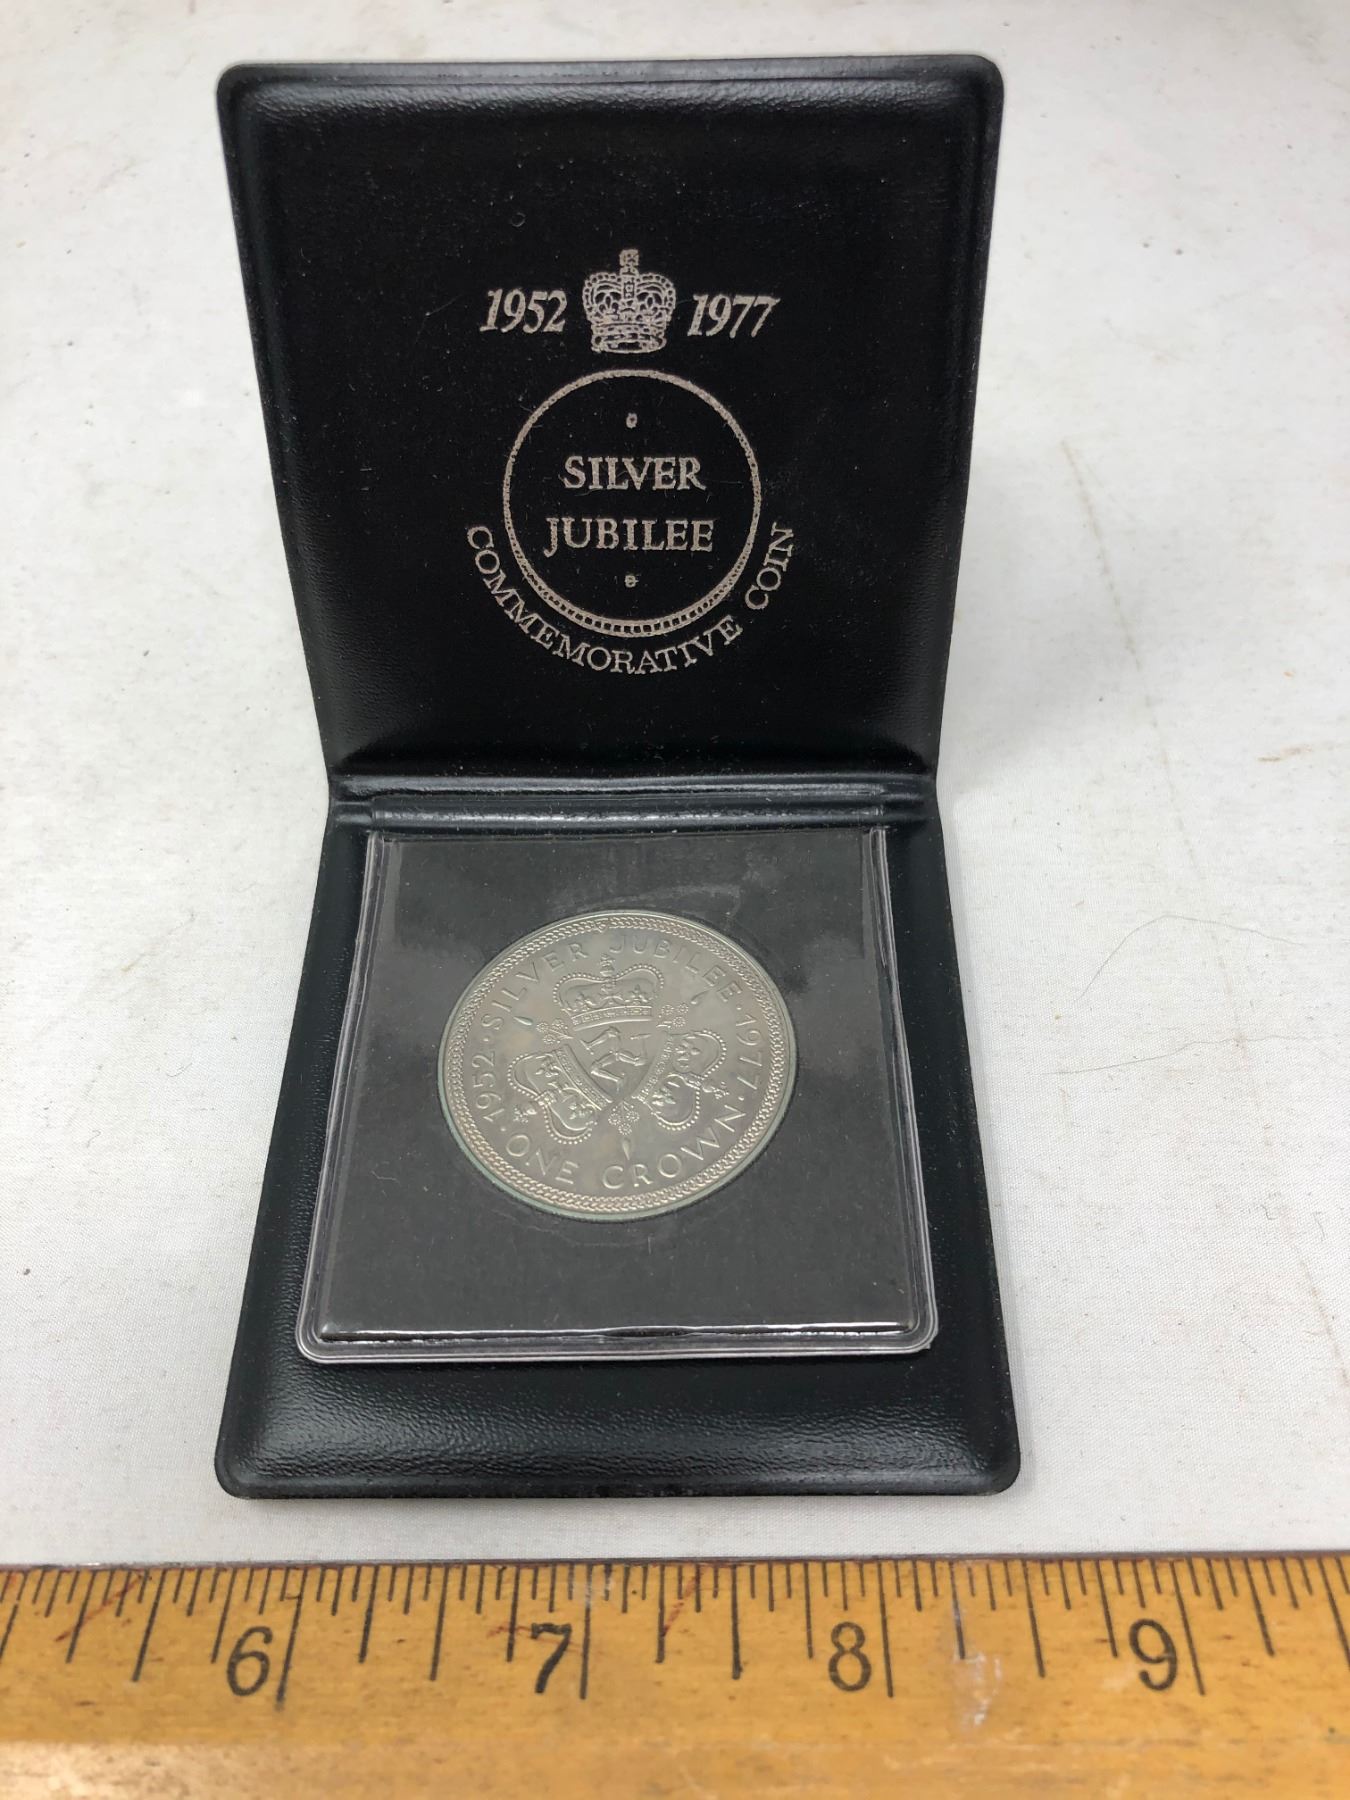 1952 1977
SILVER
JUBILEE
COMMEMORATIVE COIN
1952 · SILVER JUBILEE · 1977 ·
· ONE CROWN
6 7 8 9